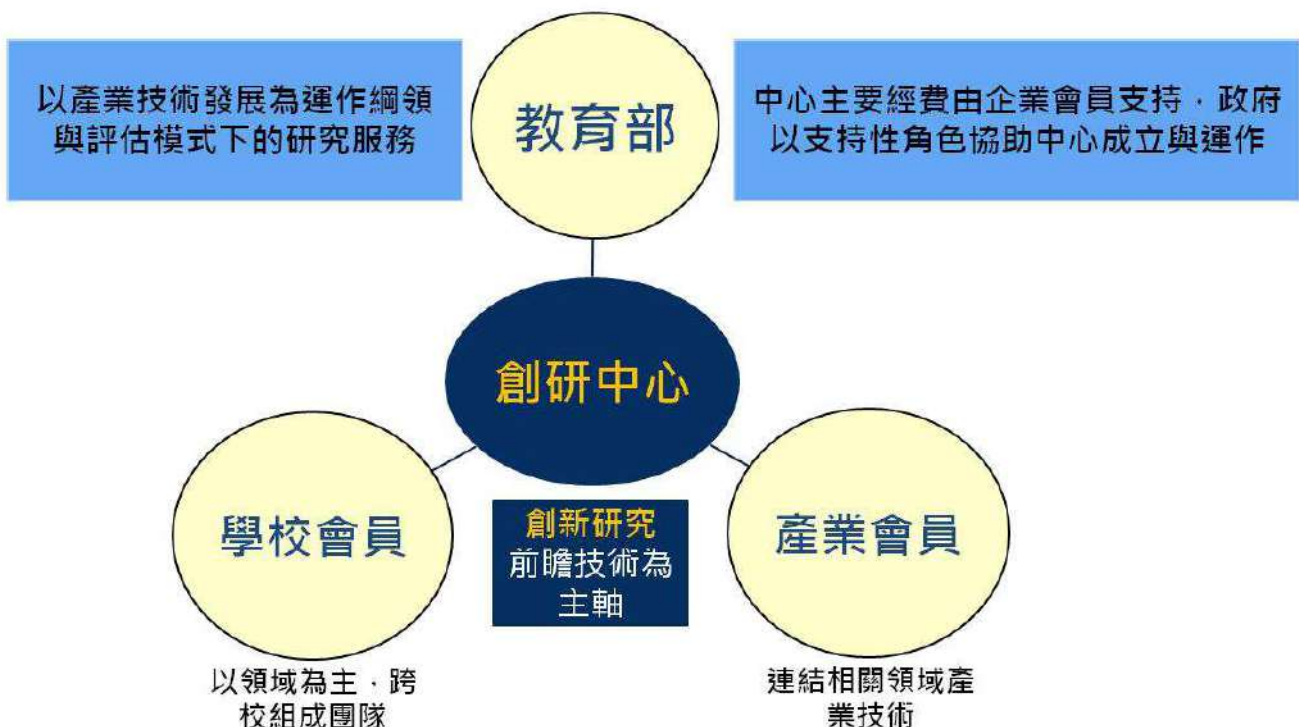 以產業技術發展為運作綱領
與評估模式下的研究服務
教育部
中心主要經費由企業會員支持，政府
以支持性角色協助中心成立與運作
創研中心
學校會員
創新研究
前瞻技術為
主軸
產業會員
以領域為主，跨
校組成團隊
連結相關領域產
業技術